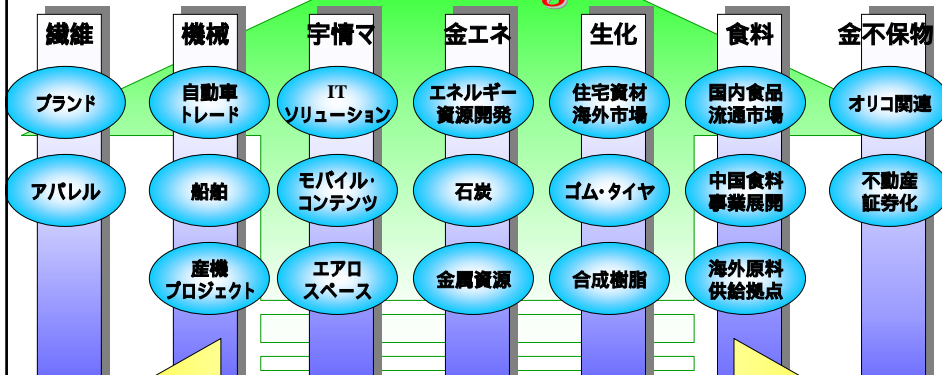 繊維
機械
宇情マ
金エネ
生化
食料
金不保物
ブランド
自動車
トレード
IT
ソリューション
エネルギー
資源開発
住宅資材
海外市場
国内食品
流通市場
オリコ関連
アパレル
船舶
モバイル・
コンテンツ
石炭
ゴム・タイヤ
中国食料
事業展開
不動産
証券化
産機
プロジェクト
エアロ
スペース
金属資源
合成樹脂
海外原料
供給拠点